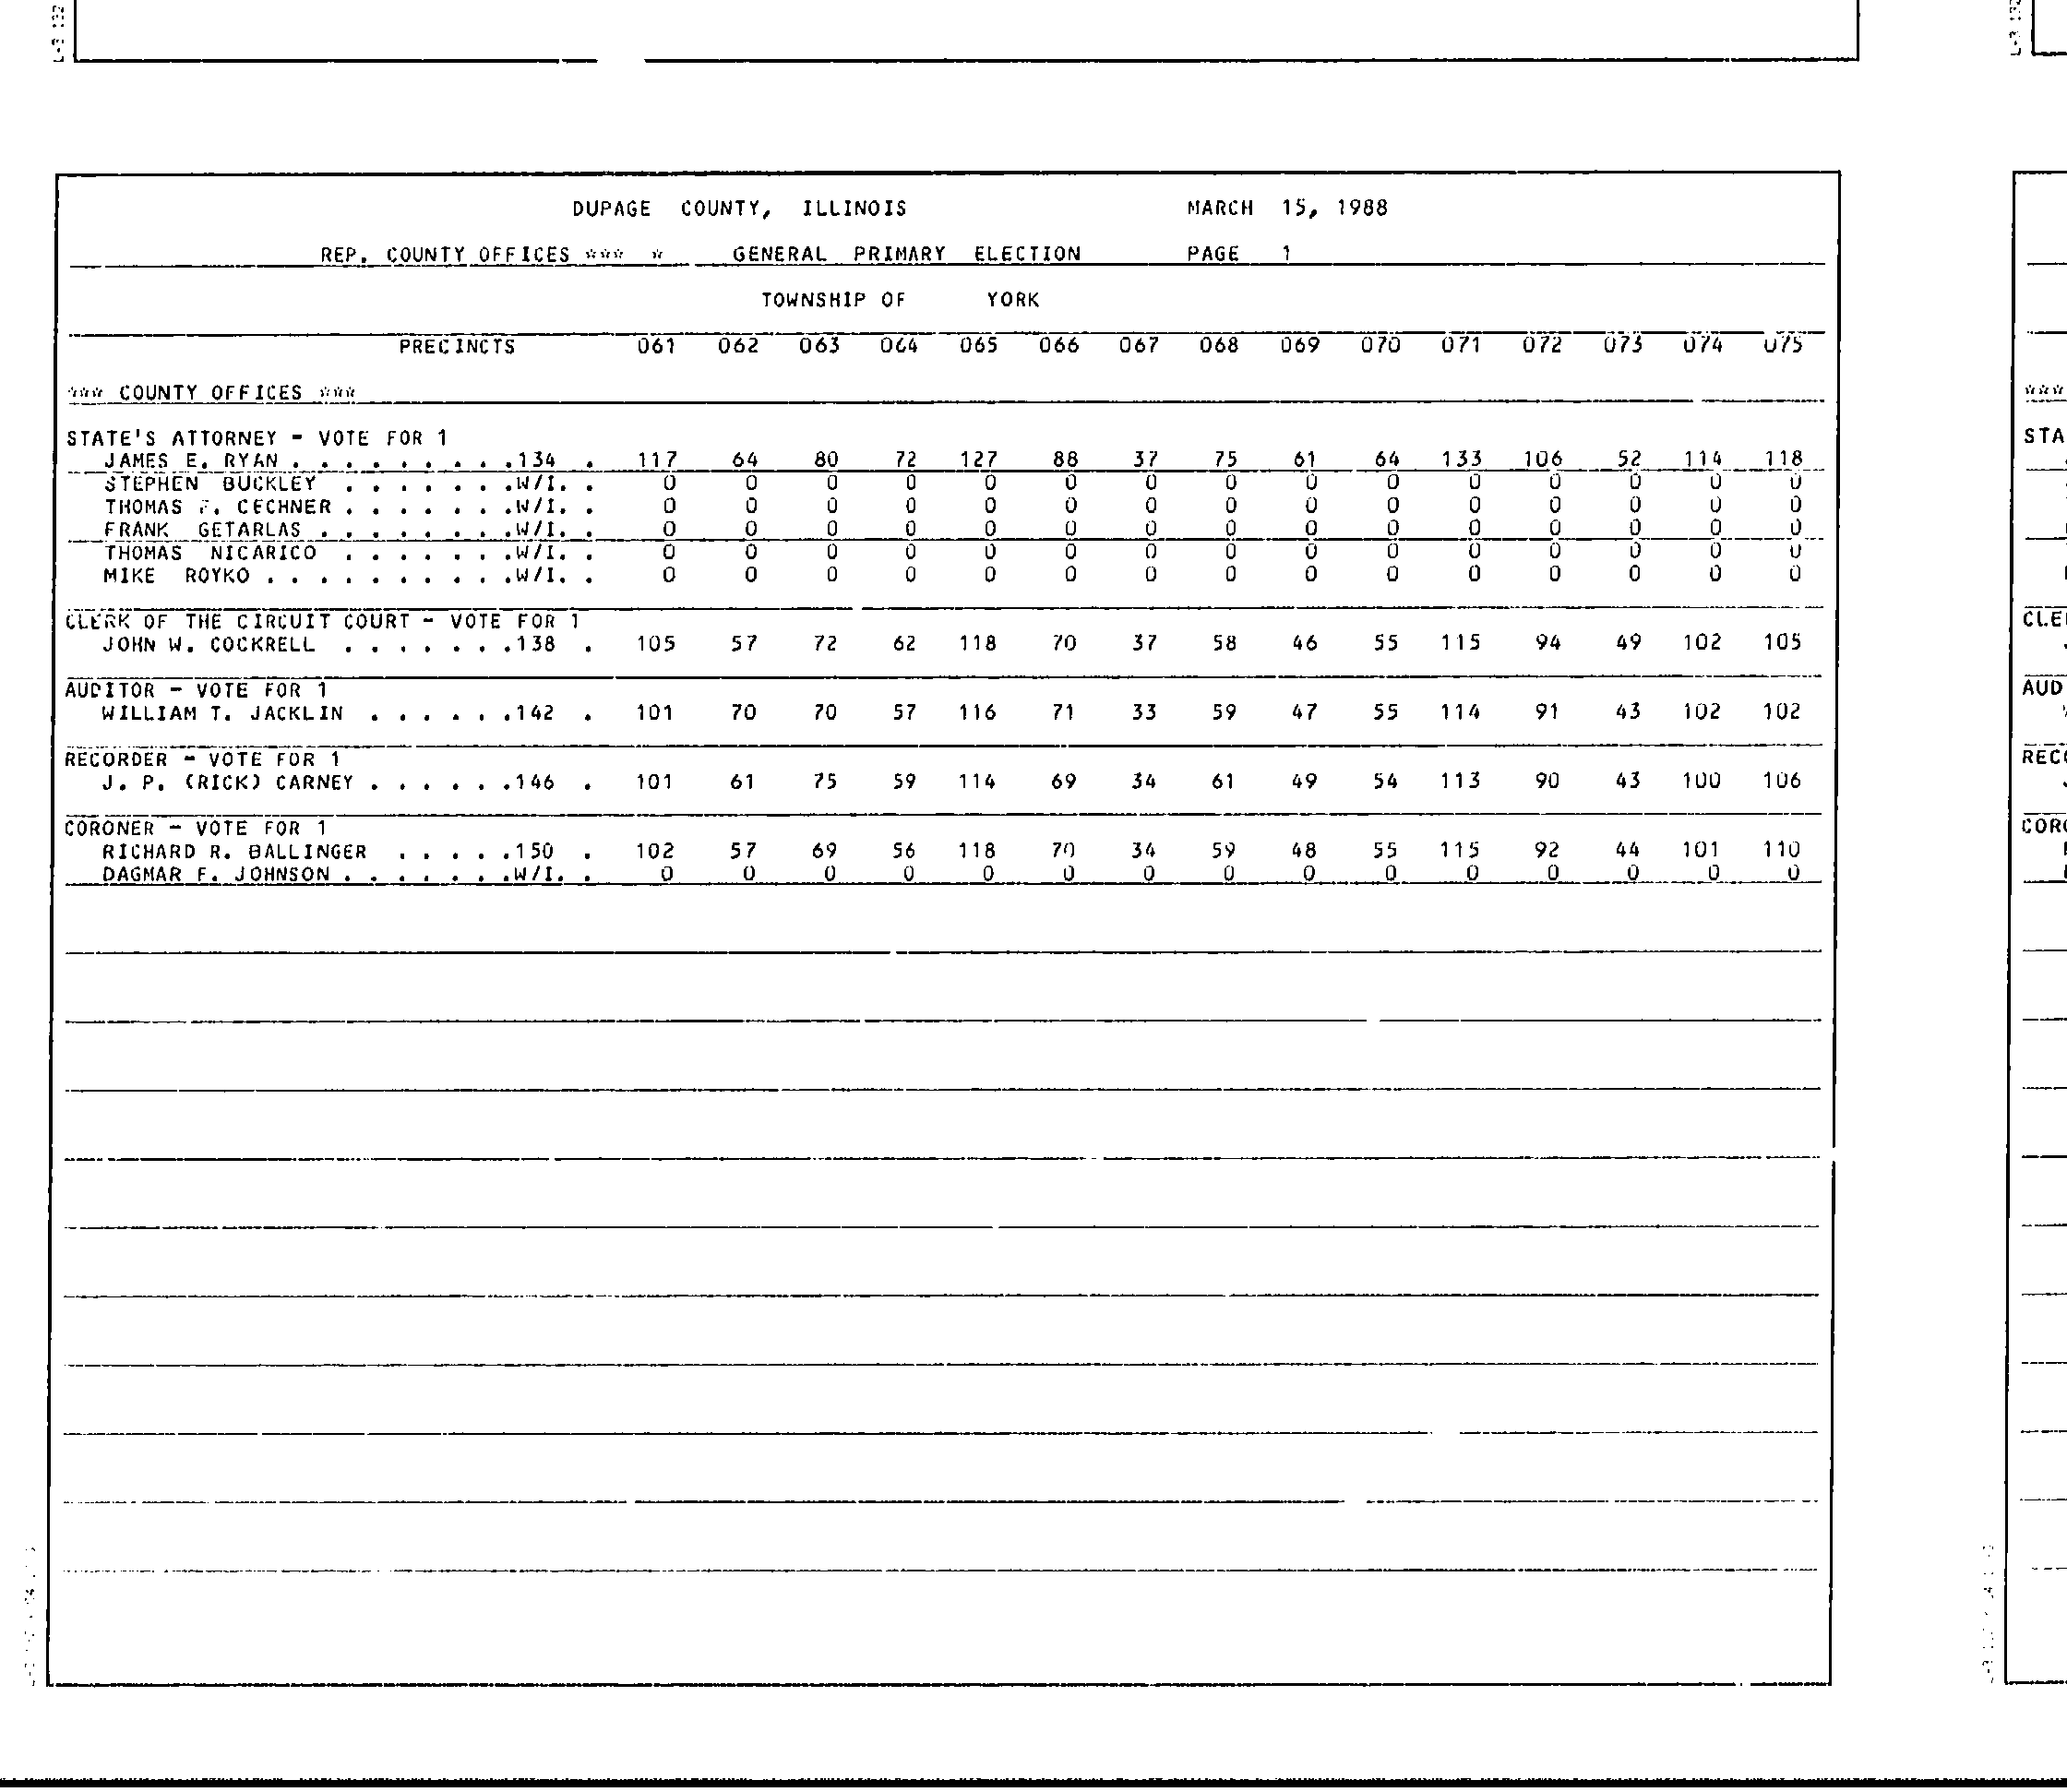 DUPAGE COUNTY, ILLINOIS MARCH 15, 1988
REP. COUNTY OFFICES *** * GENERAL PRIMARY ELECTION PAGE 1
TOWNSHIP OF YORK
PRECINCTS 061 062 063 064 065 066 067 068 069 070 071 072 073 074 075
*** COUNTY OFFICES ***
STATE'S ATTORNEY - VOTE FOR 1
JAMES E. RYAN . . . . . . . . .134 . 117 64 80 72 127 88 37 75 61 64 133 106 52 114 118
STEPHEN BUCKLEY . . . . . . .W/I. . 0 0 0 0 0 0 0 0 0 0 0 0 0 0 0
THOMAS F. CECHNER . . . . . . .W/I. . 0 0 0 0 0 0 0 0 0 0 0 0 0 0 0
FRANK GETARLAS . . . . . . . .W/I. . 0 0 0 0 0 0 0 0 0 0 0 0 0 0 0
THOMAS NICARICO . . . . . . .W/I. . 0 0 0 0 0 0 0 0 0 0 0 0 0 0 0
MIKE ROYKO . . . . . . . . . .W/I. . 0 0 0 0 0 0 0 0 0 0 0 0 0 0 0
CLERK OF THE CIRCUIT COURT - VOTE FOR 1
JOHN W. COCKRELL . . . . . . .138 . 105 57 72 62 118 70 37 58 46 55 115 94 49 102 105
AUDITOR - VOTE FOR 1
WILLIAM T. JACKLIN . . . . . .142 . 101 70 70 57 116 71 33 59 47 55 114 91 43 102 102
RECORDER - VOTE FOR 1
J. P. (RICK) CARNEY . . . . . .146 . 101 61 75 59 114 69 34 61 49 54 113 90 43 100 106
CORONER - VOTE FOR 1
RICHARD R. BALLINGER . . . . .150 . 102 57 69 56 118 70 34 59 48 55 115 92 44 101 110
DAGMAR F. JOHNSON . . . . . . .W/I. . 0 0 0 0 0 0 0 0 0 0 0 0 0 0 0
***
STA
CLE
AUD
RECO
CORO